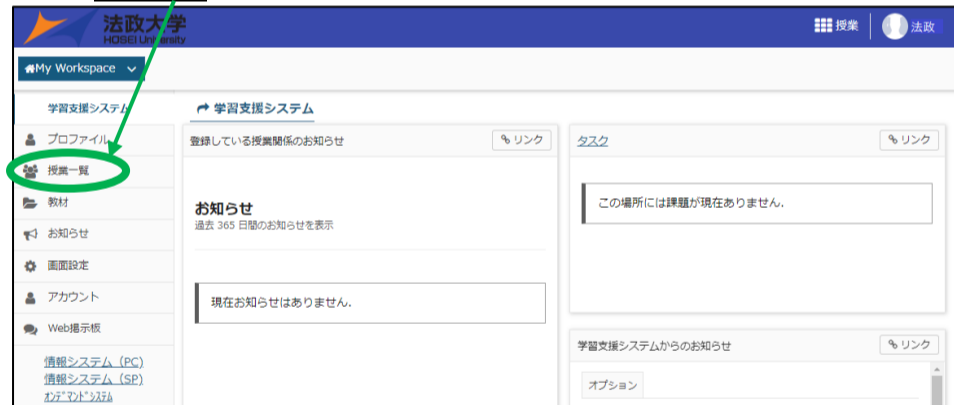 法政大学
HOSEI University
授業
法政
My Workspace
学習支援システム
プロファイル
授業一覧
教材
お知らせ
画面設定
アカウント
Web掲示板
情報システム（PC）
情報システム（SP）
ｵﾝﾃﾞﾏﾝﾄﾞｼｽﾃﾑ
学習支援システム
登録している授業関係のお知らせ
リンク
お知らせ
過去 365 日間のお知らせを表示
現在お知らせはありません.
タスク
リンク
この場所には課題が現在ありません.
学習支援システムからのお知らせ
リンク
オプション